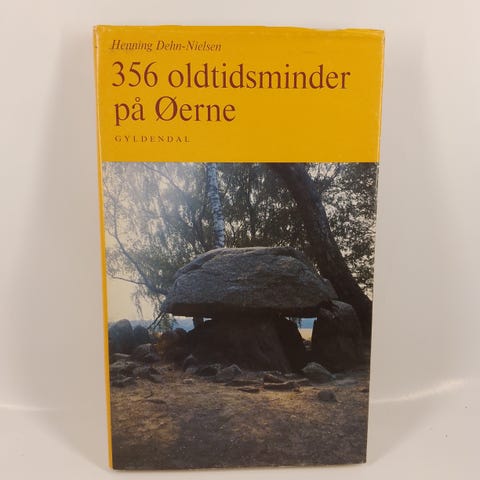 Henning Dehn-Nielsen
356 oldtidsminder
på Øerne
GYLDENDAL